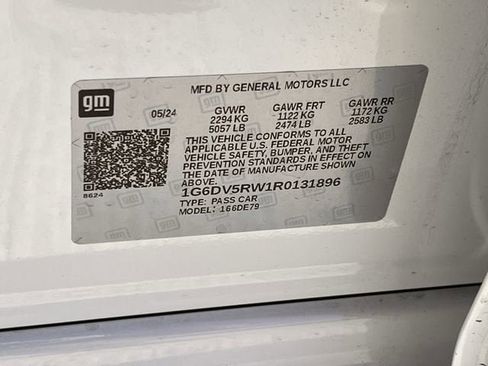 MFD BY GENERAL MOTORS LLC
gm
05/24
GVWR GAWR FRT GAWR RR
2294 KG 1122 KG 1172 KG
5057 LB 2474 LB 2583 LB
THIS VEHICLE CONFORMS TO ALL
APPLICABLE U.S. FEDERAL MOTOR
VEHICLE SAFETY, BUMPER, AND THEFT
PREVENTION STANDARDS IN EFFECT ON
THE DATE OF MANUFACTURE SHOWN
ABOVE.
8624
1G6DV5RW1R0131896
TYPE: PASS CAR
MODEL: 166DE79